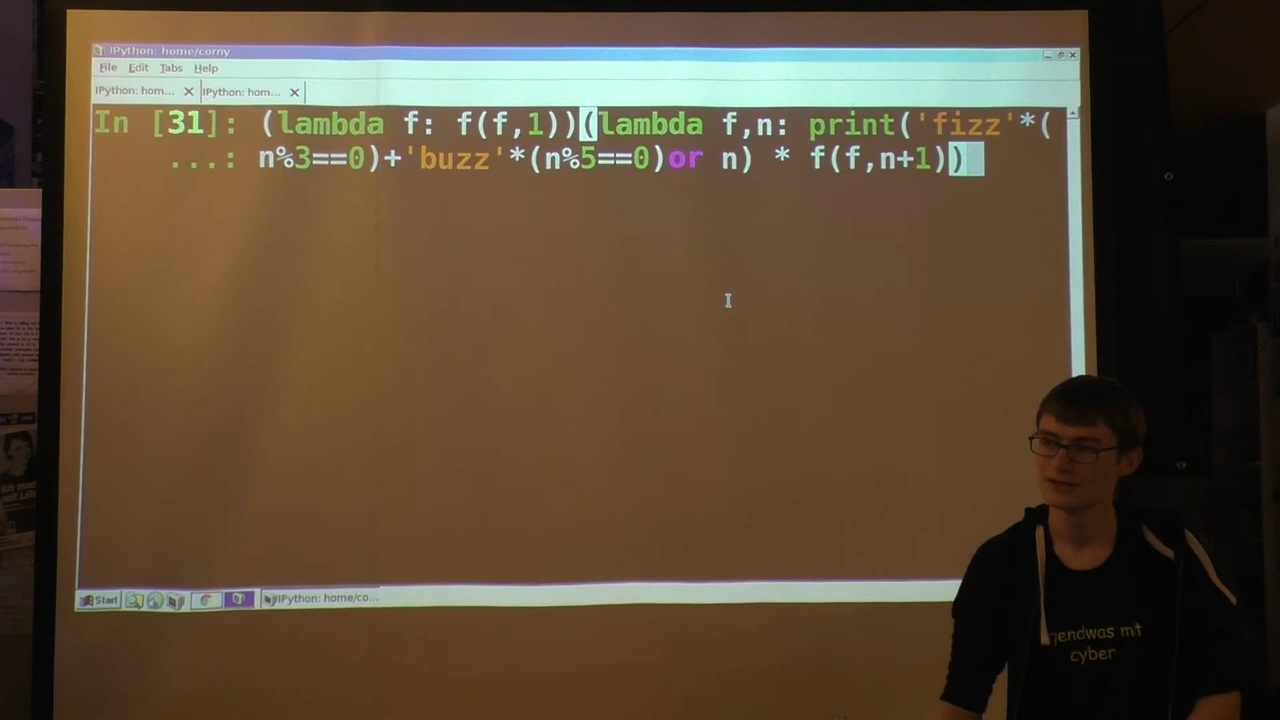 IPython: home/corny
File Edit Tabs Help
IPython: hom... IPython: hom...
In [31]: (lambda f: f(f,1))(lambda f,n: print('fizz'*(
...: n%3==0)+'buzz'*(n%5==0)or n) * f(f,n+1))
Start IPython: home/co...
gendwas mit
cyber